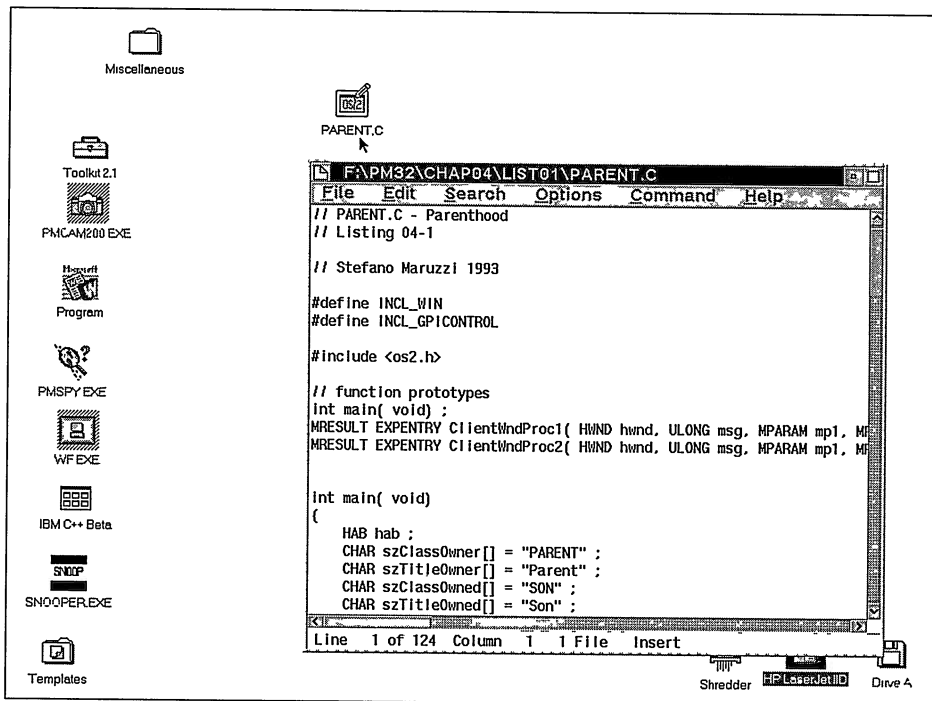 Miscellaneous
OS/2
PARENT.C
Toolkit 2.1
PMCAM200 EXE
Microsoft
Program
PMSPY EXE
WF EXE
IBM C++ Beta
SNOOP
SNOOPER.EXE
Templates
F:\PM32\CHAP04\LIST01\PARENT.C
File Edit Search Options Command Help
// PARENT.C - Parenthood
// Listing 04-1
// Stefano Maruzzi 1993
#define INCL_WIN
#define INCL_GPICONTROL
#include <os2.h>
// function prototypes
int main( void) ;
MRESULT EXPENTRY ClientWndProc1( HWND hwnd, ULONG msg, MPARAM mp1,
MRESULT EXPENTRY ClientWndProc2( HWND hwnd, ULONG msg, MPARAM mp1,
int main( void)
{
HAB hab ;
CHAR szClassOwner[] = "PARENT" ;
CHAR szTitleOwner[] = "Parent" ;
CHAR szClassOwned[] = "SON" ;
CHAR szTitleOwned[] = "Son" ;
Line 1 of 124 Column 1 1 File Insert
Shredder
HP LaserJet IID
Drive A